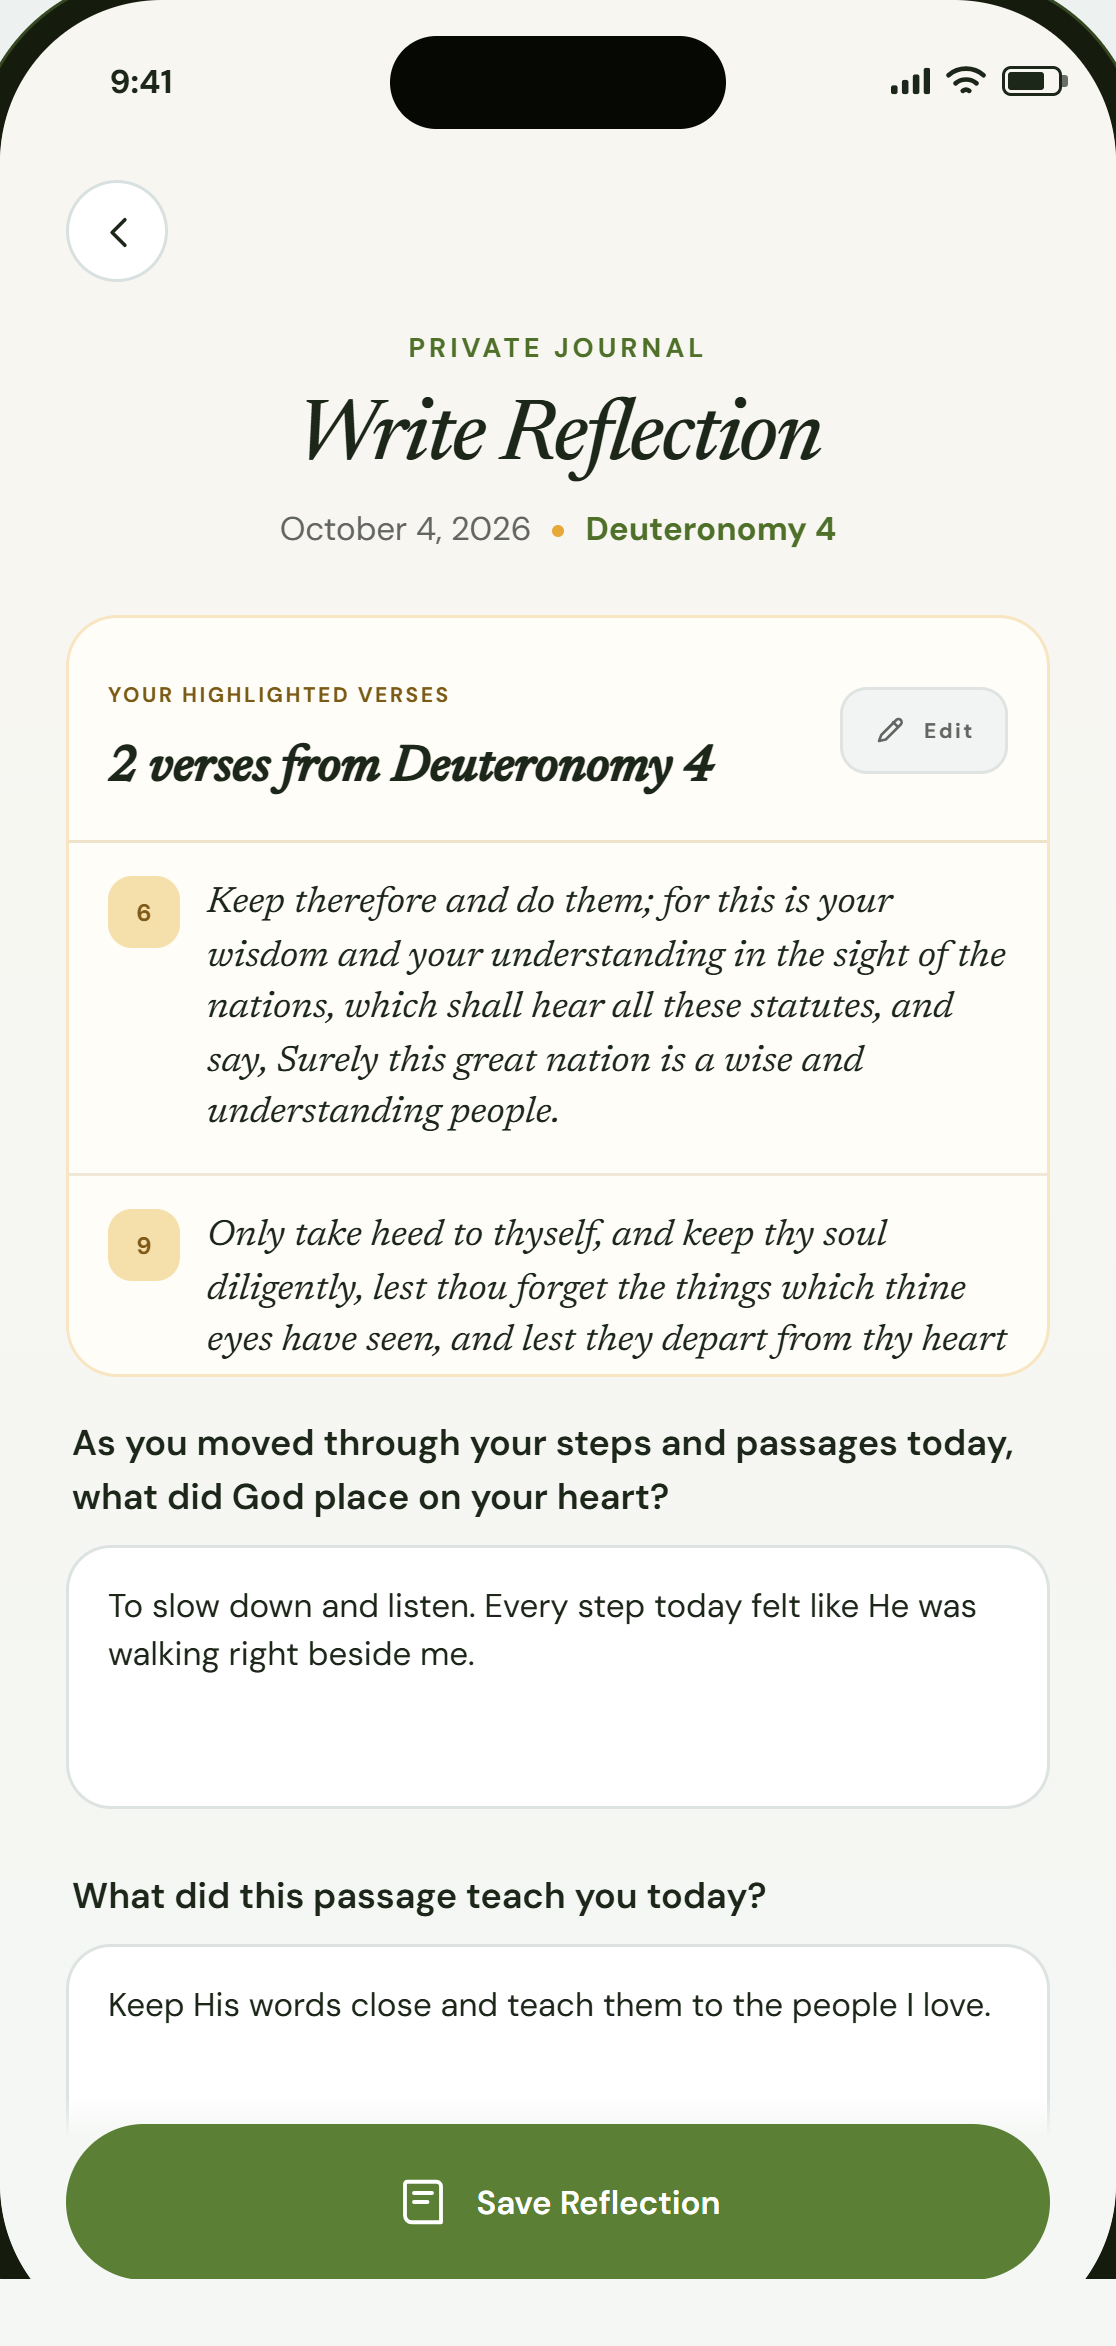 9:41
PRIVATE JOURNAL
Write Reflection
October 4, 2026 • Deuteronomy 4
YOUR HIGHLIGHTED VERSES
2 verses from Deuteronomy 4
Edit
6
Keep therefore and do them; for this is your
wisdom and your understanding in the sight of the
nations, which shall hear all these statutes, and
say, Surely this great nation is a wise and
understanding people.
9
Only take heed to thyself, and keep thy soul
diligently, lest thou forget the things which thine
eyes have seen, and lest they depart from thy heart
As you moved through your steps and passages today,
what did God place on your heart?
To slow down and listen. Every step today felt like He was
walking right beside me.
What did this passage teach you today?
Keep His words close and teach them to the people I love.
Save Reflection